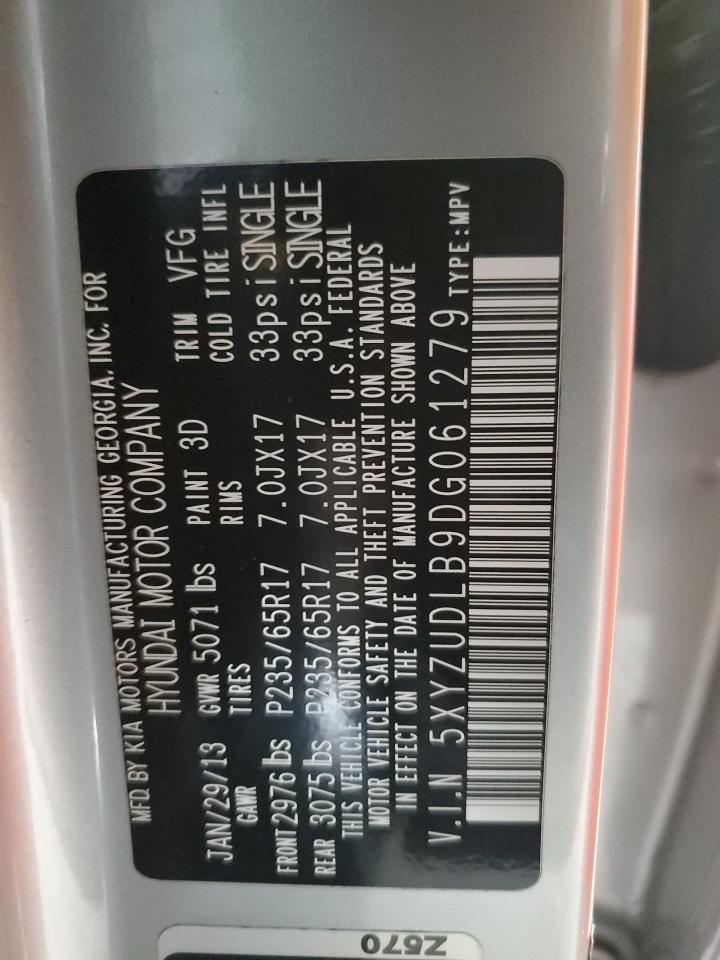 MFD BY KIA MOTORS MANUFACTURING GEORGIA, INC. FOR
HYUNDAI MOTOR COMPANY
JAN/29/13 GVWR 5071 lbs PAINT 3D TRIM VFG
GAWR TIRES RIMS COLD TIRE INFL
FRONT 2976 lbs P235/65R17 7.0JX17 33psi SINGLE
REAR 3075 lbs P235/65R17 7.0JX17 33psi SINGLE
THIS VEHICLE CONFORMS TO ALL APPLICABLE U.S.A. FEDERAL
MOTOR VEHICLE SAFETY AND THEFT PREVENTION STANDARDS
IN EFFECT ON THE DATE OF MANUFACTURE SHOWN ABOVE
V.I.N 5XYZUDLB9DG061279 TYPE:MPV
Z570